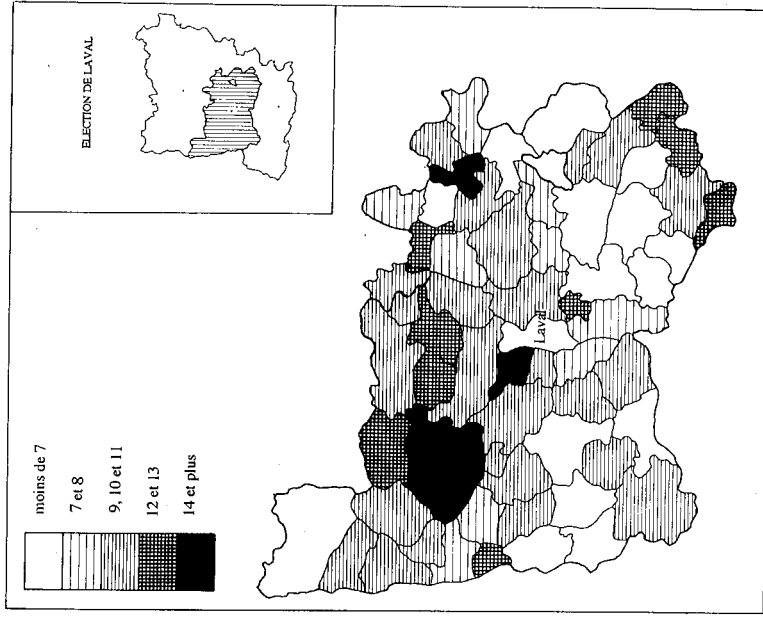 ELECTION DE LAVAL
moins de 7
7 et 8
9, 10 et 11
12 et 13
14 et plus
Laval